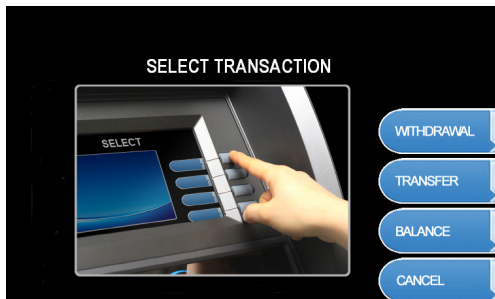 SELECT TRANSACTION
SELECT
WITHDRAWAL
TRANSFER
BALANCE
CANCEL